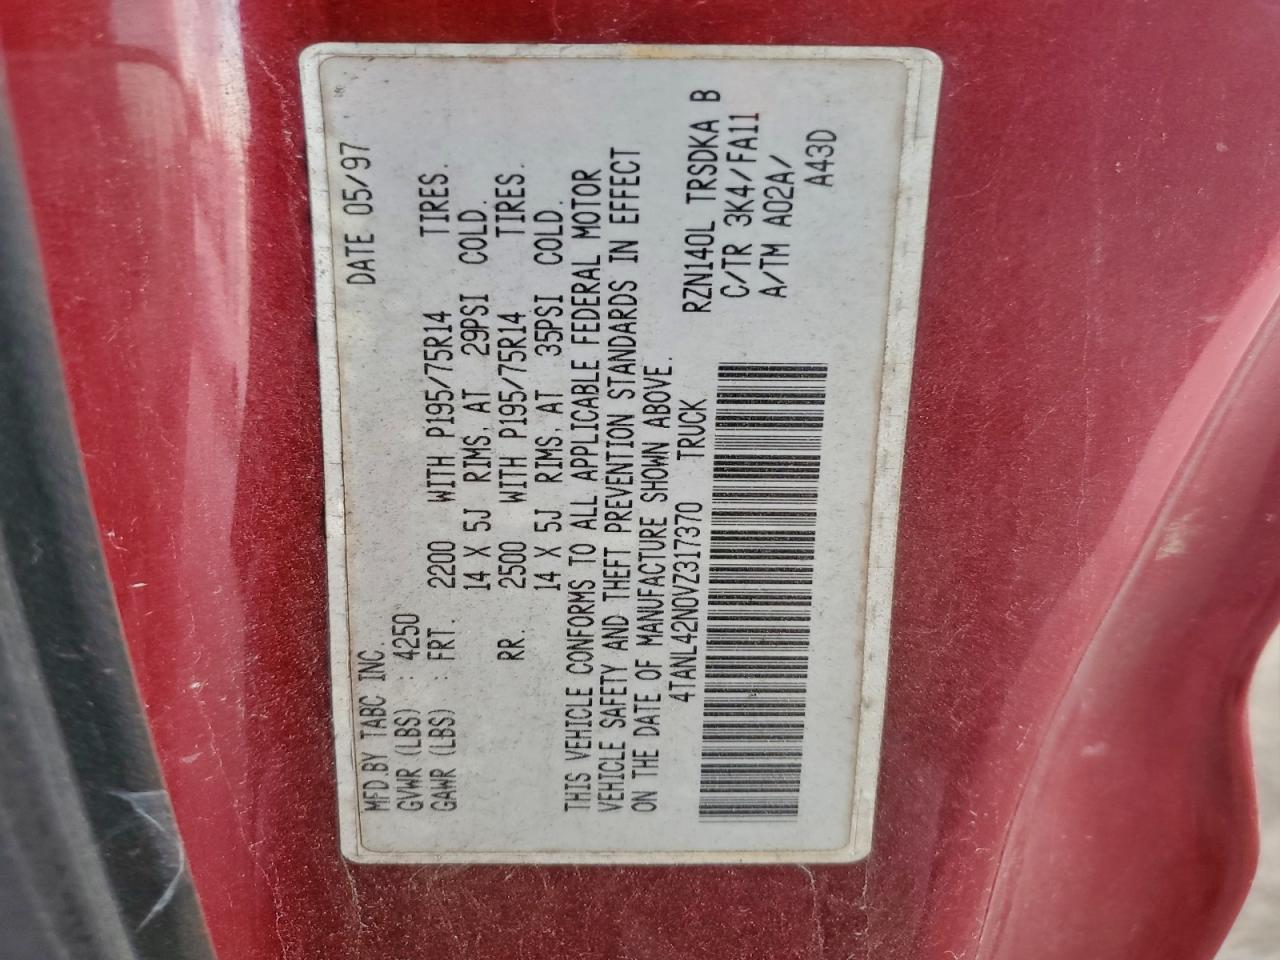 MFD.BY TABC INC. DATE 05/97
GVWR (LBS) : 4250
GAWR (LBS) : FRT. 2200 WITH P195/75R14 TIRES.
14 X 5J RIMS, AT 29PSI COLD.
RR. 2500 WITH P195/75R14 TIRES.
14 X 5J RIMS, AT 35PSI COLD.
THIS VEHICLE CONFORMS TO ALL APPLICABLE FEDERAL MOTOR
VEHICLE SAFETY AND THEFT PREVENTION STANDARDS IN EFFECT
ON THE DATE OF MANUFACTURE SHOWN ABOVE.
4TANL42N0VZ317370 TRUCK
RZN140L TRSDKA B
C/TR 3K4/FA11
A/TM A02A/
A43D